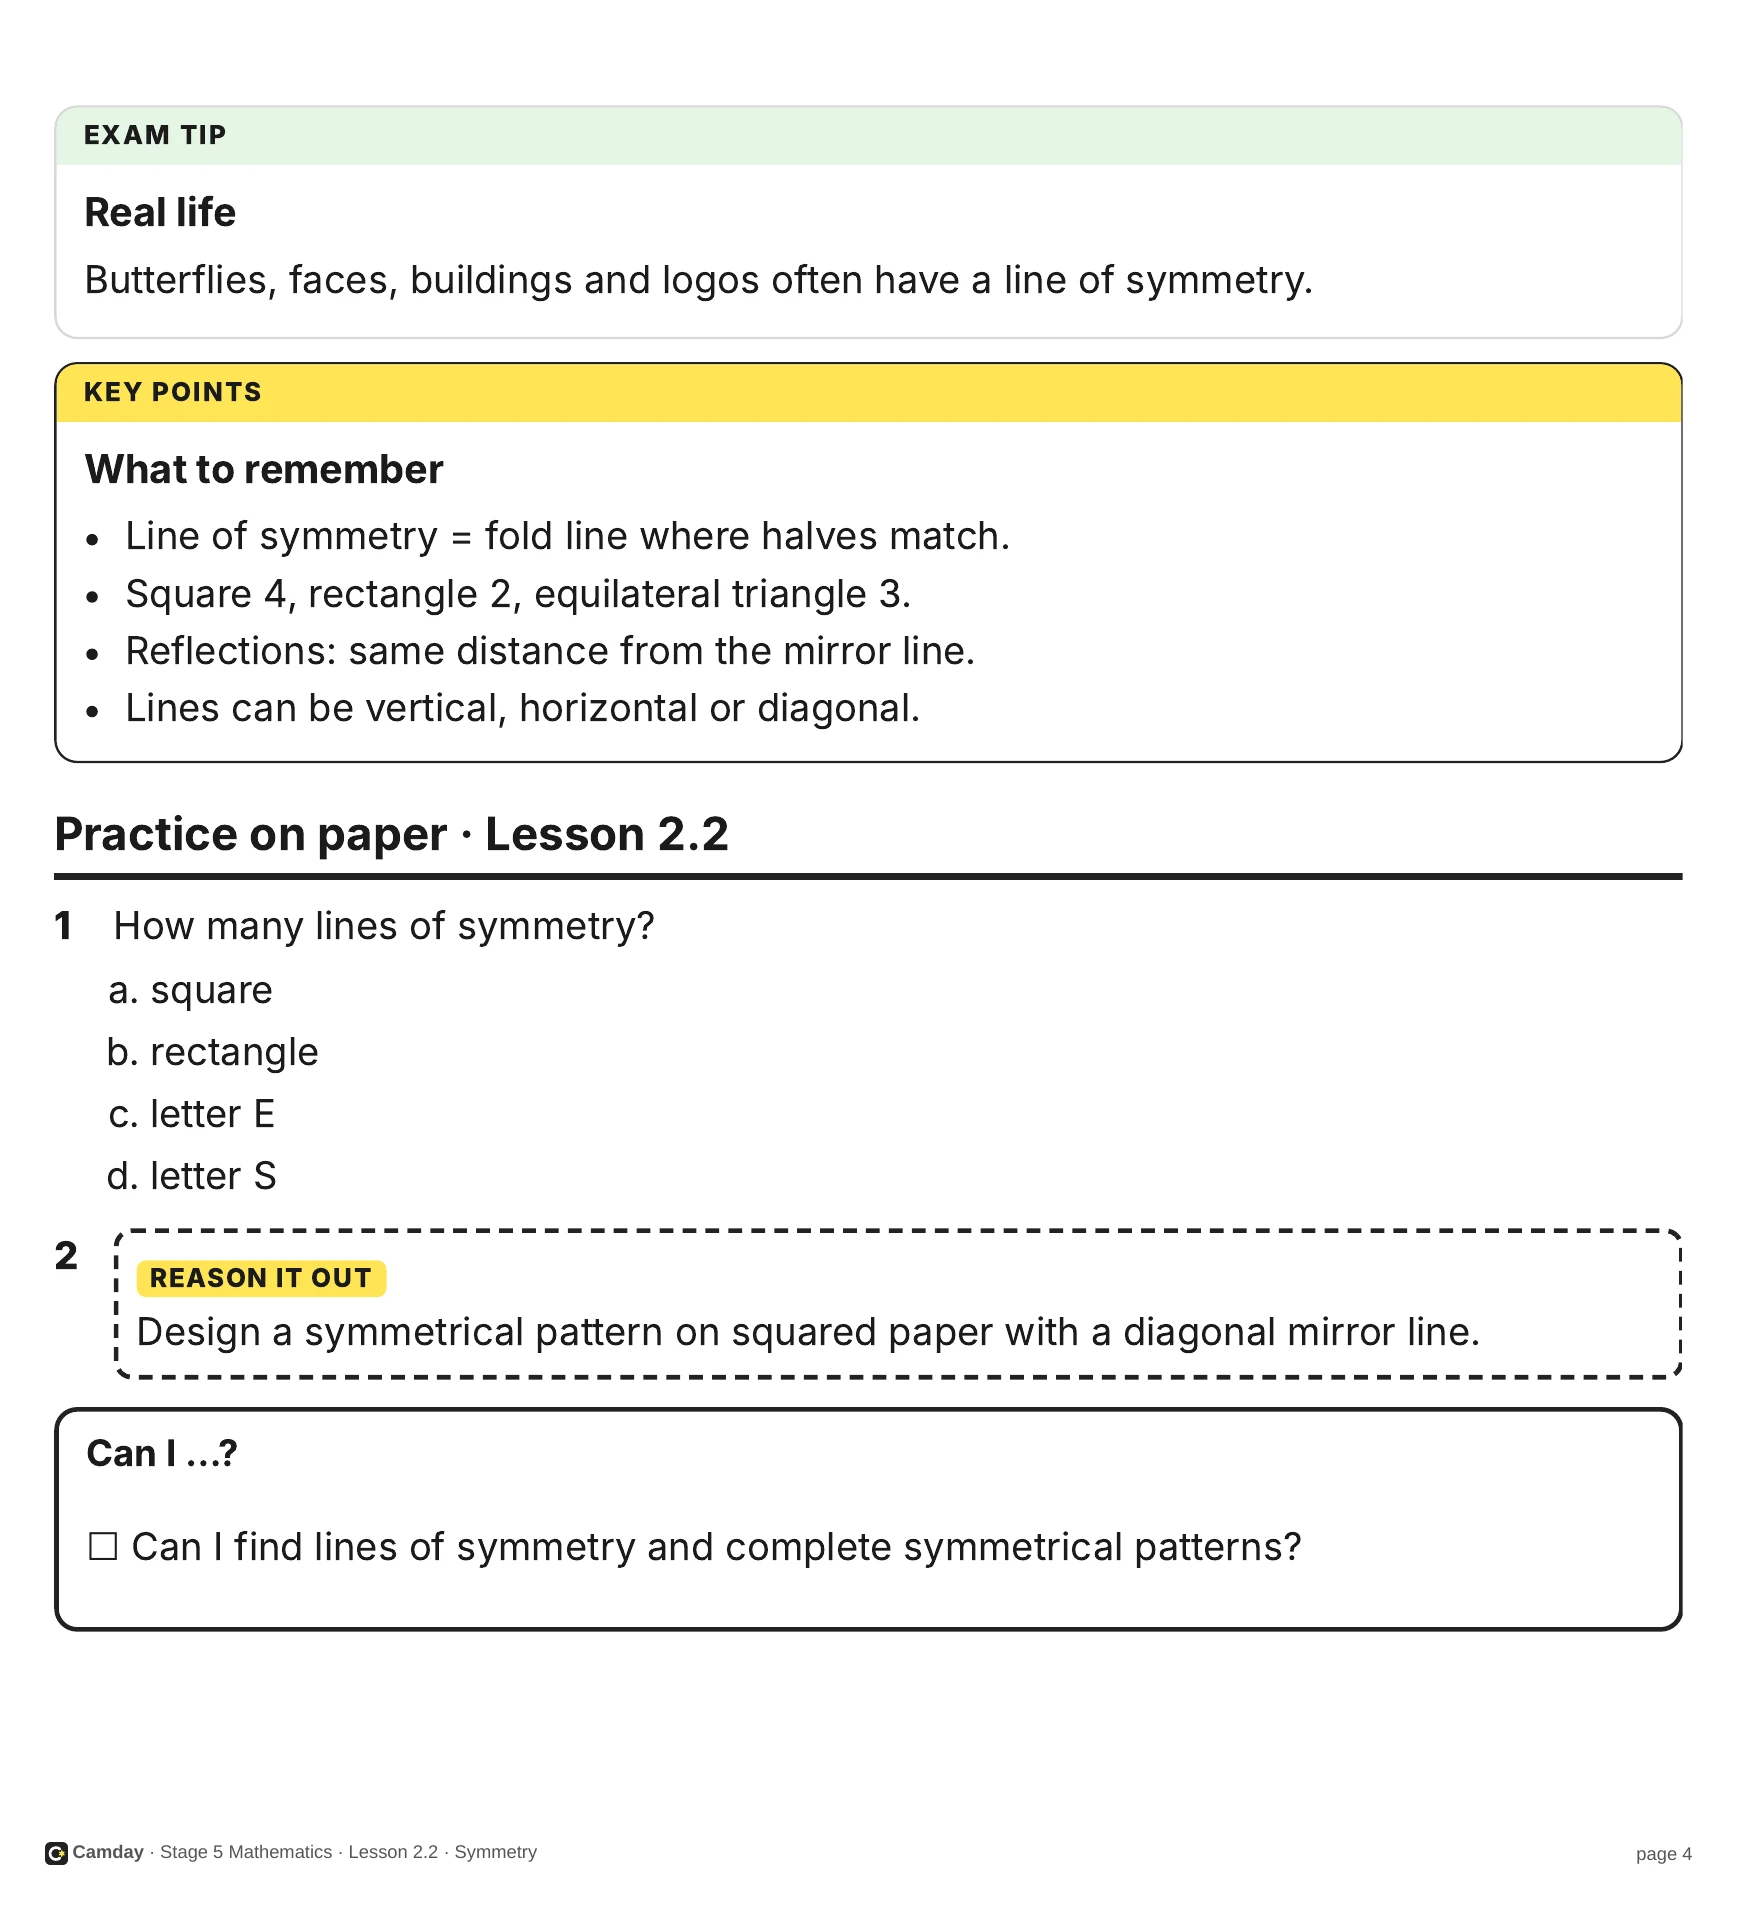 EXAM TIP
Real life
Butterflies, faces, buildings and logos often have a line of symmetry.
KEY POINTS
What to remember
• Line of symmetry = fold line where halves match.
• Square 4, rectangle 2, equilateral triangle 3.
• Reflections: same distance from the mirror line.
• Lines can be vertical, horizontal or diagonal.
Practice on paper · Lesson 2.2
1 How many lines of symmetry?
a. square
b. rectangle
c. letter E
d. letter S
2
REASON IT OUT
Design a symmetrical pattern on squared paper with a diagonal mirror line.
Can I …?
☐ Can I find lines of symmetry and complete symmetrical patterns?
Camday · Stage 5 Mathematics · Lesson 2.2 · Symmetry
page 4